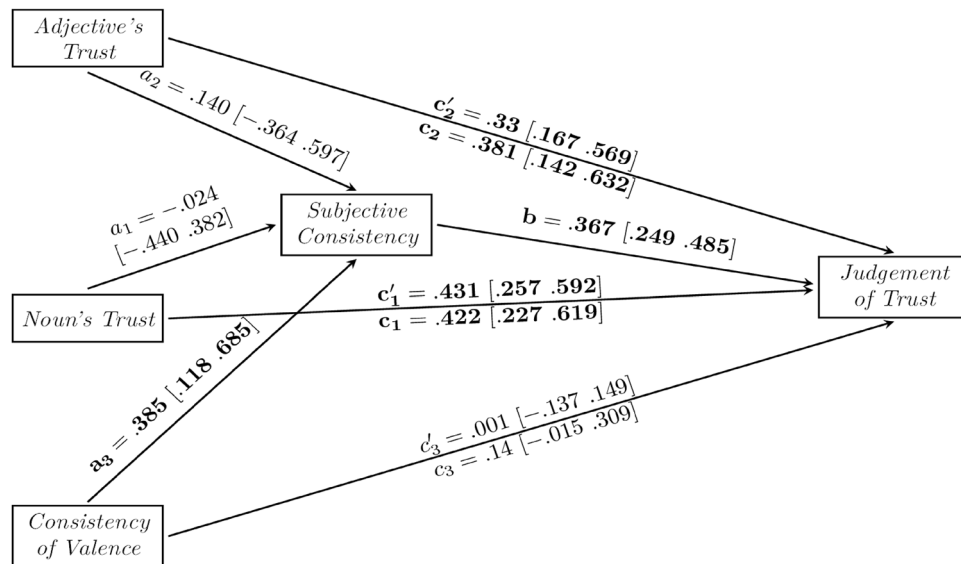 Adjective's
Trust
a₂ = .140 [−.364 .597]
c′₂ = .33 [.167 .569]
c₂ = .381 [.142 .632]
a₁ = −.024
[−.440 .382]
Subjective
Consistency
b = .367 [.249 .485]
Judgement
of Trust
Noun's Trust
c′₁ = .431 [.257 .592]
c₁ = .422 [.227 .619]
a₃ = .385 [.118 .685]
c′₃ = .001 [−.137 .149]
c₃ = .14 [−.015 .309]
Consistency
of Valence